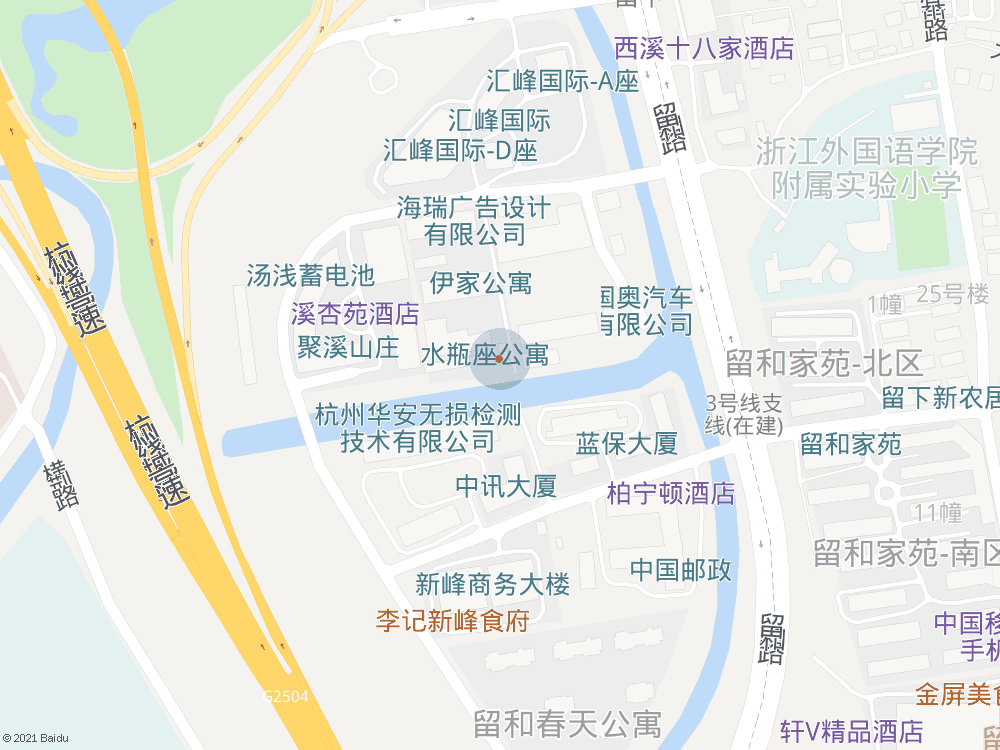 西溪十八家酒店
汇峰国际-A座
留和路
汇峰国际
汇峰国际-D座
浙江外国语学院
附属实验小学
海瑞广告设计
有限公司
杭线高速
汤浅蓄电池
伊家公寓
25号楼
1幢
国奥汽车
有限公司
溪杏苑酒店
聚溪山庄
水瓶座公寓
留和家苑-北区
留下新农居
3号线支
线(在建)
杭州华安无损检测
技术有限公司
蓝保大厦
留和家苑
横埠路
中讯大厦
柏宁顿酒店
11幢
留和家苑-南区
中国邮政
新峰商务大楼
李记新峰食府
中国移
手机
留和路
G2504
金屏美食
留和春天公寓
轩V精品酒店
© 2021 Baidu